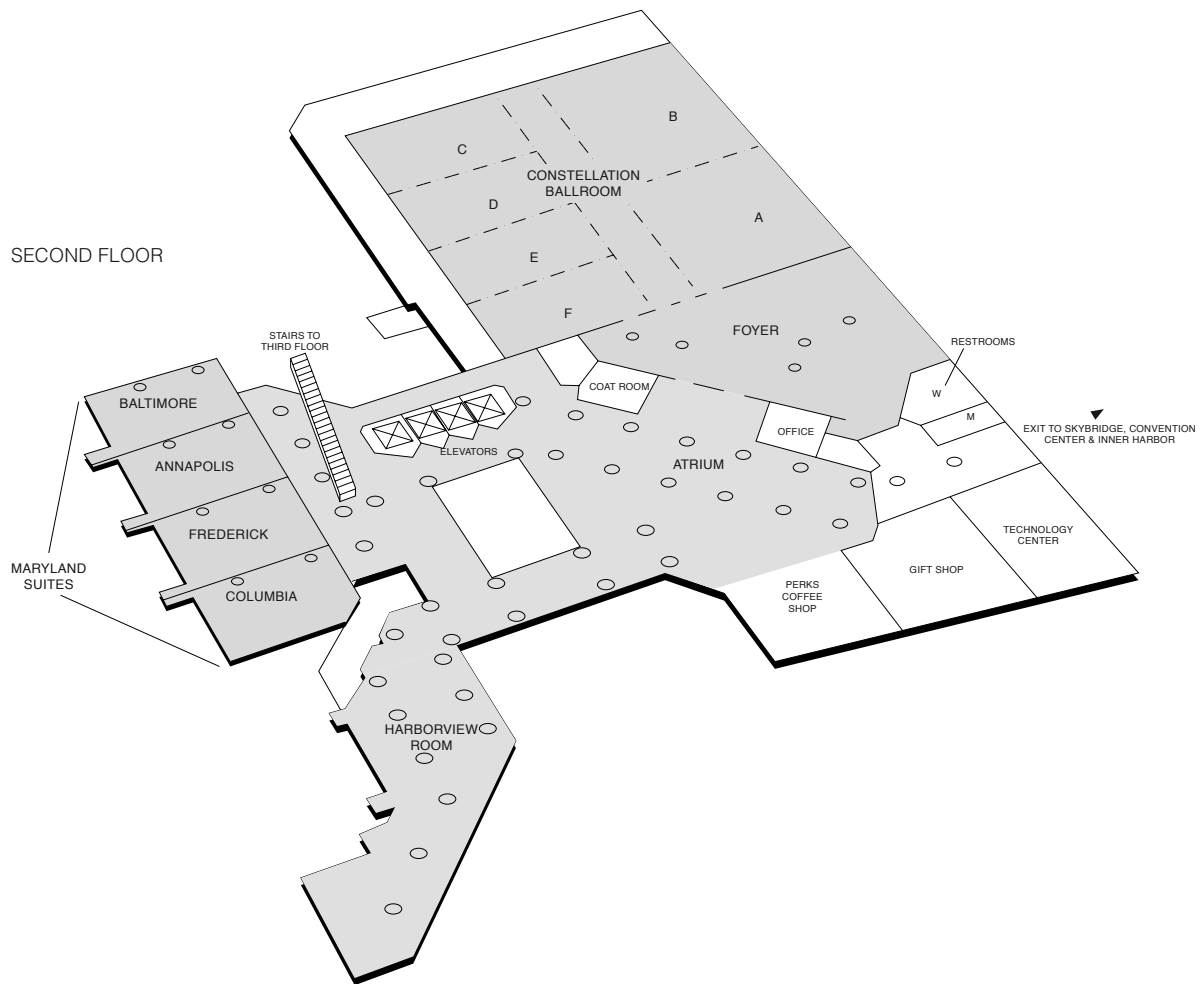 B
C
CONSTELLATION
BALLROOM
D
A
SECOND FLOOR
E
F
FOYER
STAIRS TO
THIRD FLOOR
RESTROOMS
COAT ROOM
W
M
BALTIMORE
EXIT TO SKYBRIDGE, CONVENTION
CENTER & INNER HARBOR
OFFICE
ELEVATORS
ANNAPOLIS
ATRIUM
FREDERICK
TECHNOLOGY
CENTER
MARYLAND
SUITES
GIFT SHOP
COLUMBIA
PERKS
COFFEE
SHOP
HARBORVIEW
ROOM